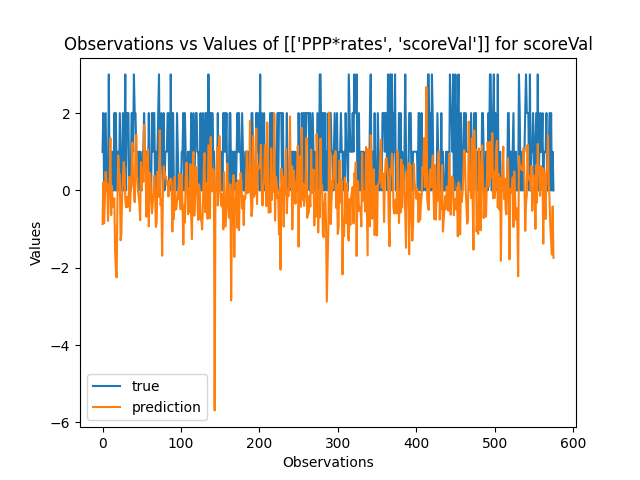 Observations vs Values of [['PPP*rates', 'scoreVal']] for scoreVal
Values
2
0
−2
−4
−6
true
prediction
0 100 200 300 400 500 600
Observations